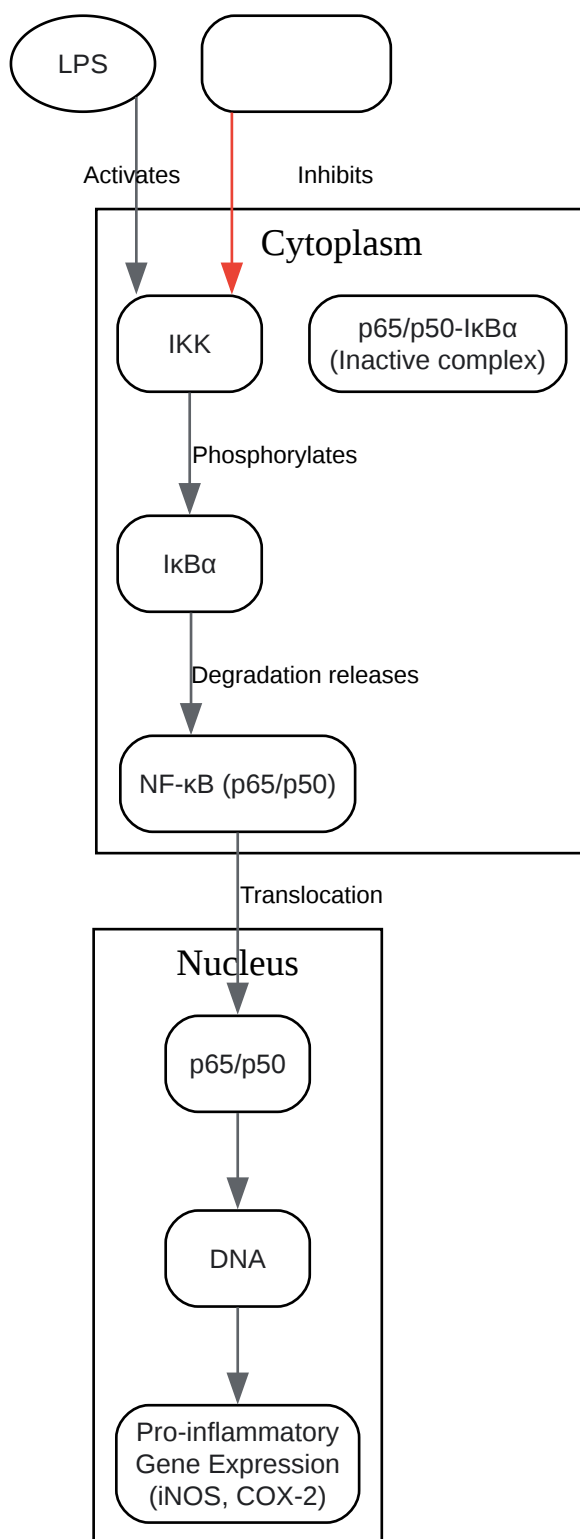 LPS
Activates
Inhibits
Cytoplasm
IKK
p65/p50-IκBα
(Inactive complex)
Phosphorylates
IκBα
Degradation releases
NF-κB (p65/p50)
Translocation
Nucleus
p65/p50
DNA
Pro-inflammatory
Gene Expression
(iNOS, COX-2)